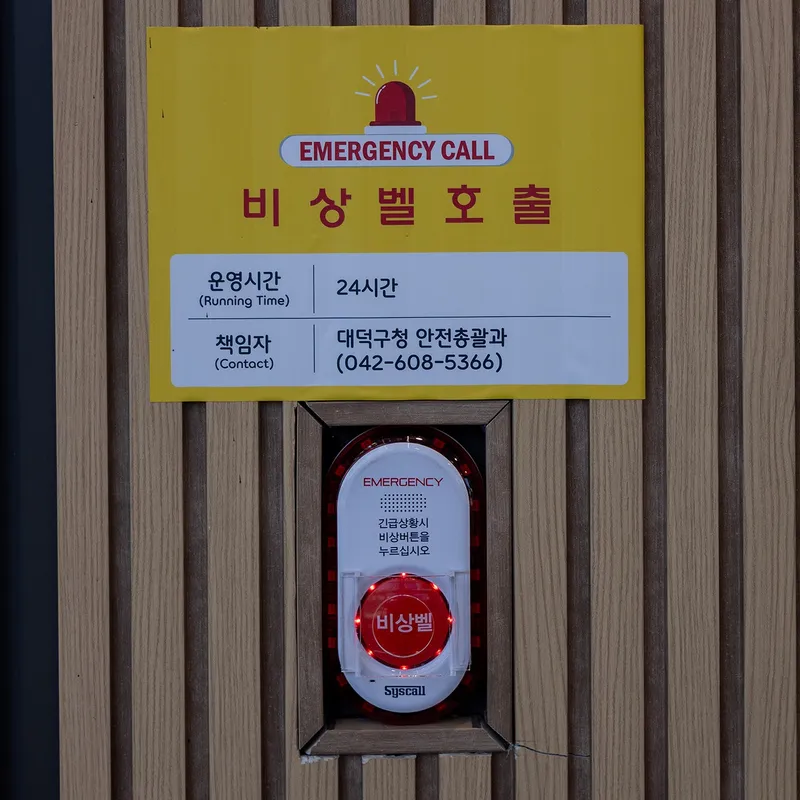 EMERGENCY CALL
비상벨호출
운영시간
(Running Time)
24시간
책임자
(Contact)
대덕구청 안전총괄과
(042-608-5366)
EMERGENCY
긴급상황시
비상버튼을
누르십시오
비상벨
Syscall